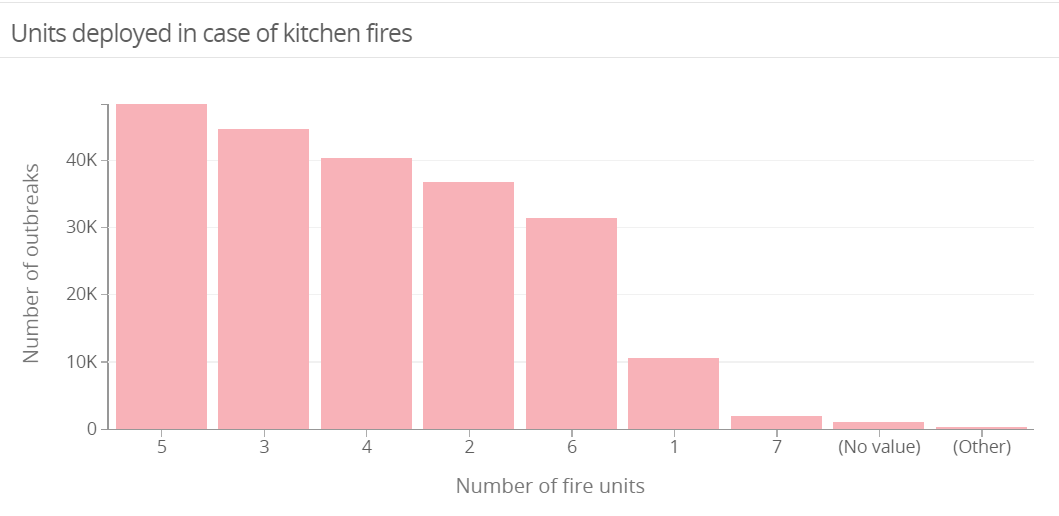 Units deployed in case of kitchen fires
Number of outbreaks
40K
30K
20K
10K
0
5 3 4 2 6 1 7 (No value) (Other)
Number of fire units